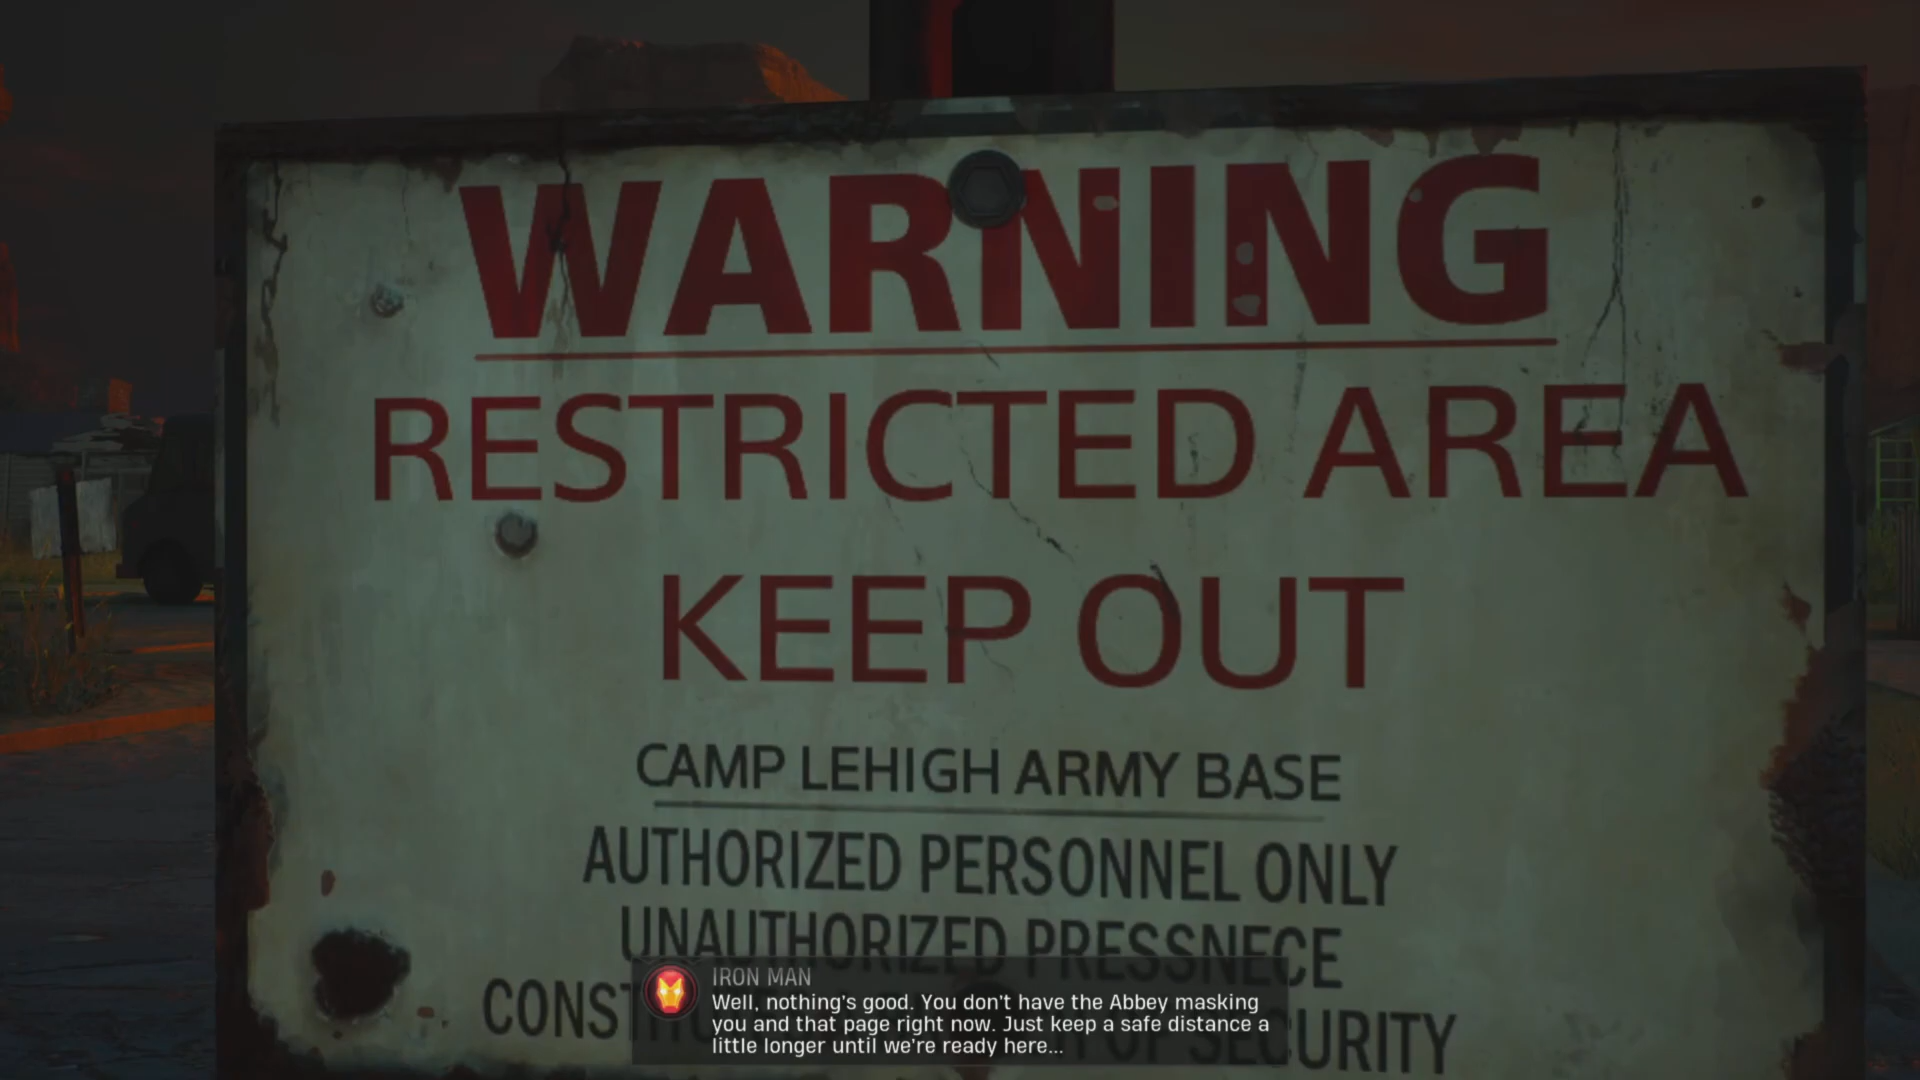 WARNING
RESTRICTED AREA
KEEP OUT
CAMP LEHIGH ARMY BASE
AUTHORIZED PERSONNEL ONLY
UNAUTHORIZED PRESSNECE
OF
IRON MAN
Well, nothing's good. You don't have the Abbey masking
you and that page right now. Just keep a safe distance a
little longer until we're ready here...